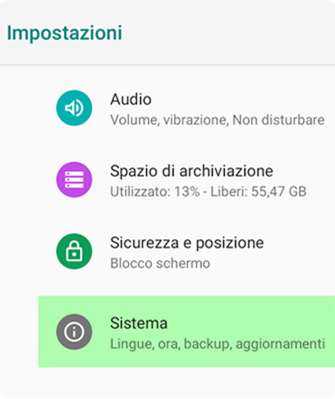 Impostazioni
Audio
Volume, vibrazione, Non disturbare
Spazio di archiviazione
Utilizzato: 13% - Liberi: 55,47 GB
Sicurezza e posizione
Blocco schermo
Sistema
Lingue, ora, backup, aggiornamenti